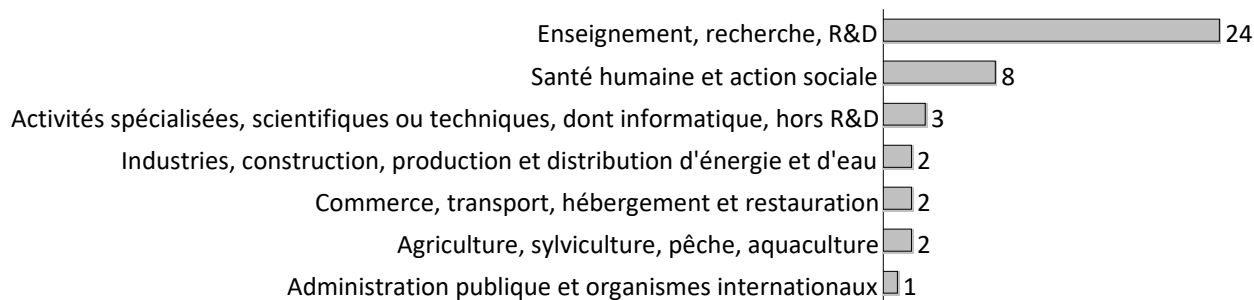 Enseignement, recherche, R&D 24
Santé humaine et action sociale 8
Activités spécialisées, scientifiques ou techniques, dont informatique, hors R&D 3
Industries, construction, production et distribution d'énergie et d'eau 2
Commerce, transport, hébergement et restauration 2
Agriculture, sylviculture, pêche, aquaculture 2
Administration publique et organismes internationaux 1